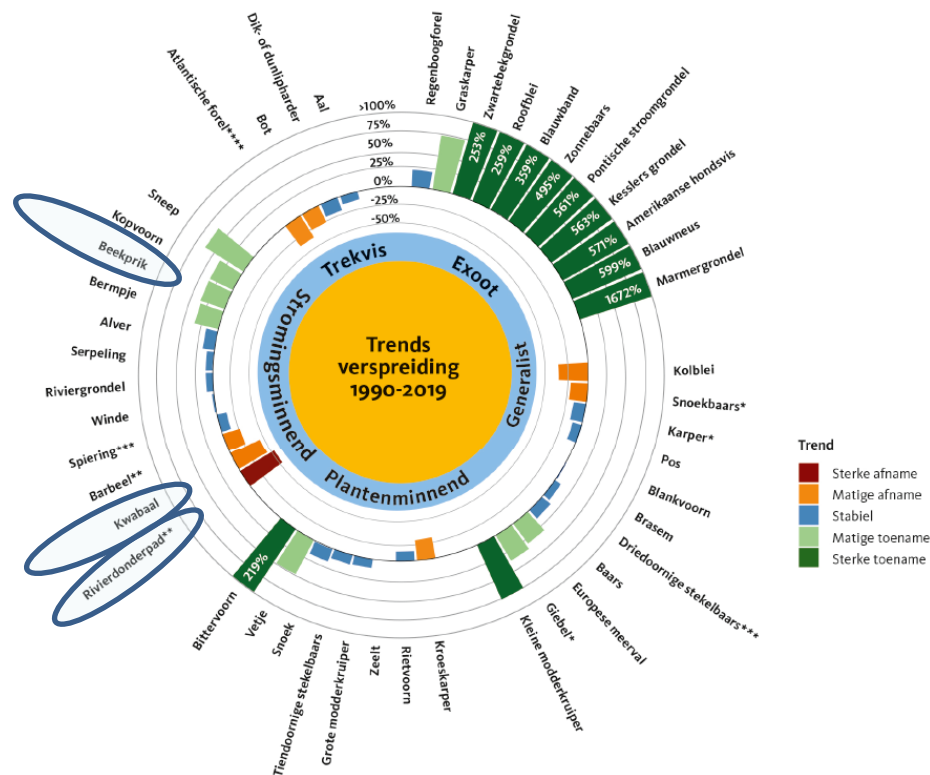 Trends
verspreiding
1990-2019
Trekvis
Exoot
Generalist
Plantenminnend
Stromingsminnend
>100%
75%
50%
25%
0%
-25%
-50%
Regenboogforel
Graskarper
Zwartebekgrondel
Roofblei
Blauwband
Zonnebaars
Pontische stroomgrondel
Kesslers grondel
Amerikaanse hondsvis
Blauwneus
Marmergrondel
253%
259%
359%
495%
561%
563%
571%
599%
1672%
Kolblei
Snoekbaars*
Karper*
Pos
Blankvoorn
Brasem
Driedoornige stekelbaars***
Baars
Europese meerval
Giebel*
Kleine modderkruiper
Kroeskarper
Rietvoorn
Zeelt
Grote modderkruiper
Tiendoornige stekelbaars
Snoek
Vetje
Bittervoorn
219%
Rivierdonderpad**
Kwabaal
Barbeel**
Spiering***
Winde
Riviergrondel
Serpeling
Alver
Bermpje
Beekprik
Kopvoorn
Sneep
Atlantische forel****
Bot
Dik- of dunlipharder
Aal
Trend
Sterke afname
Matige afname
Stabiel
Matige toename
Sterke toename